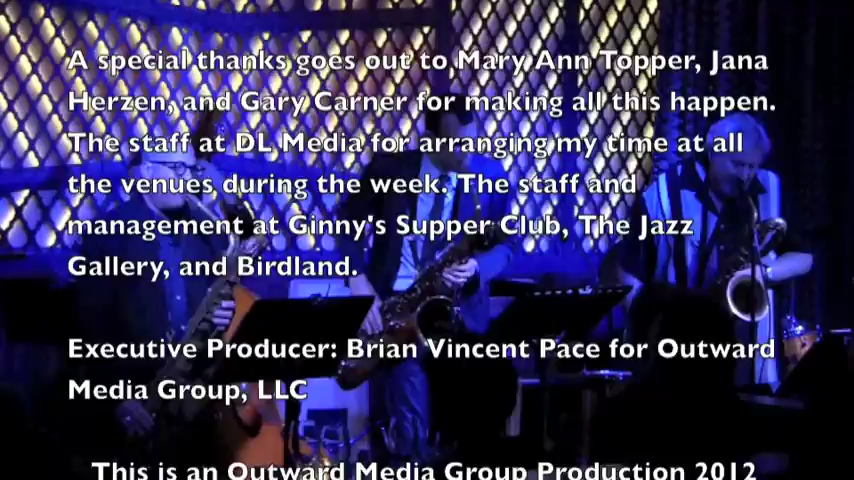 A special thanks goes out to Mary Ann Topper, Jana
Herzen, and Gary Carner for making all this happen.
The staff at DL Media for arranging my time at all
the venues during the week. The staff and
management at Ginny's Supper Club, The Jazz
Gallery, and Birdland.
Executive Producer: Brian Vincent Pace for Outward
Media Group, LLC
This is an Outward Media Group Production 2012